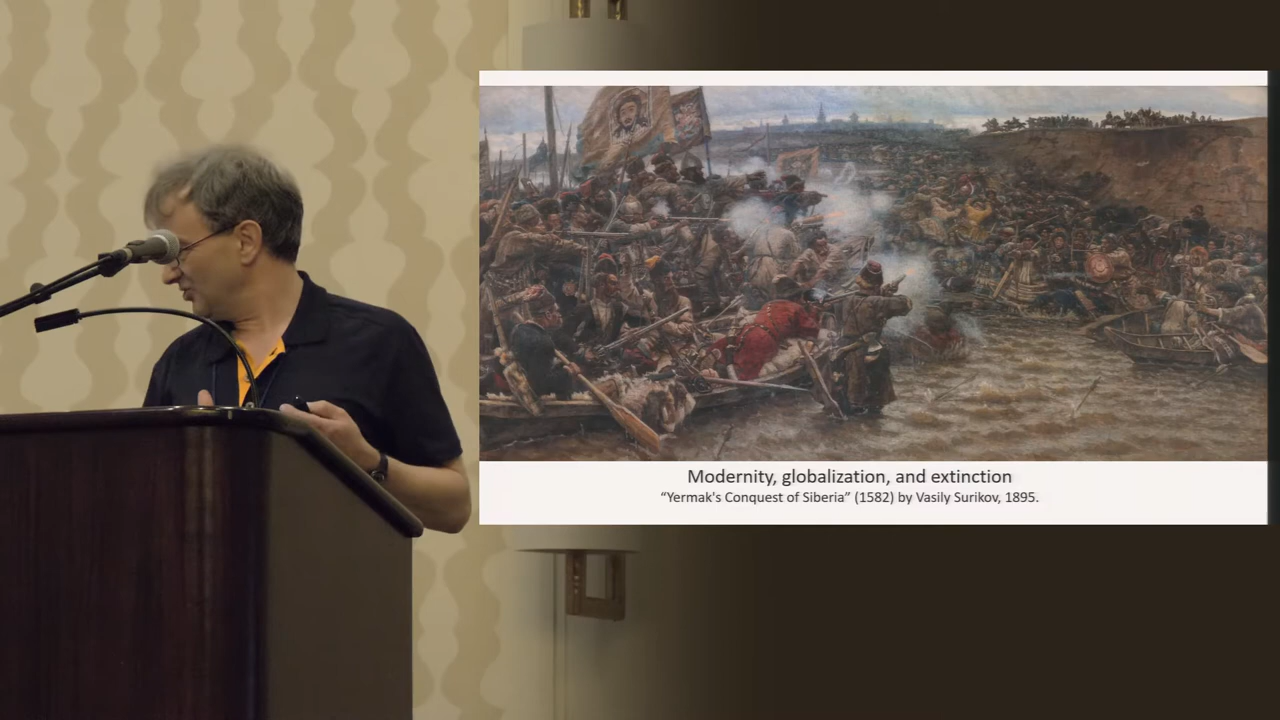 Modernity, globalization, and extinction
“Yermak's Conquest of Siberia” (1582) by Vasily Surikov, 1895.